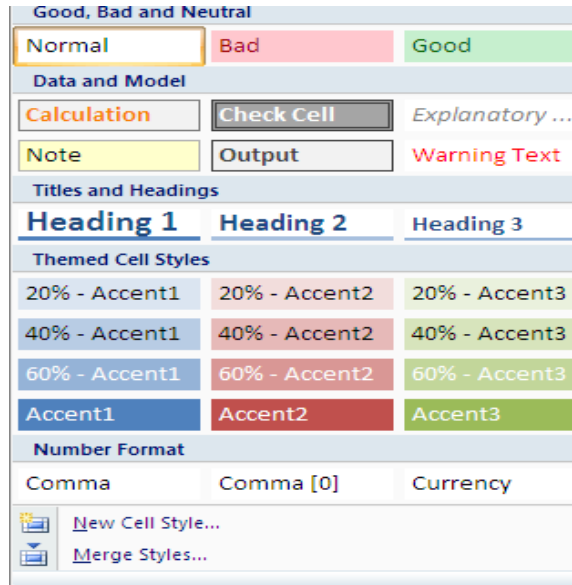 Good, Bad and Neutral
Normal Bad Good
Data and Model
Calculation Check Cell Explanatory ...
Note Output Warning Text
Titles and Headings
Heading 1 Heading 2 Heading 3
Themed Cell Styles
20% - Accent1 20% - Accent2 20% - Accent3
40% - Accent1 40% - Accent2 40% - Accent3
60% - Accent1 60% - Accent2 60% - Accent3
Accent1 Accent2 Accent3
Number Format
Comma Comma [0] Currency
New Cell Style...
Merge Styles...